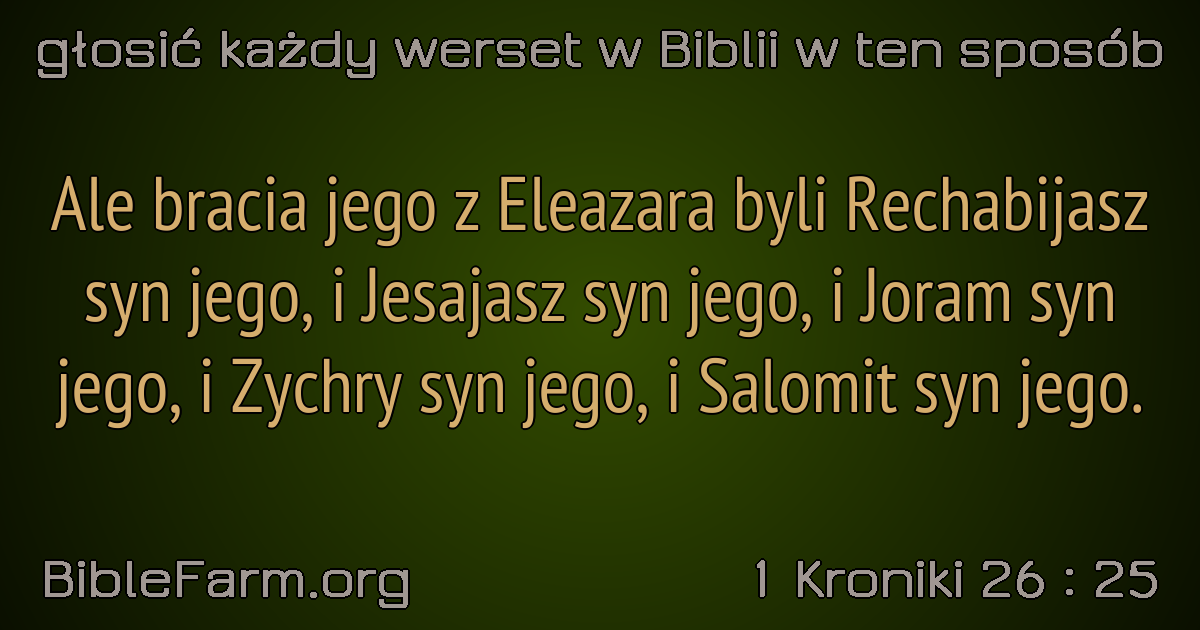 głosić każdy werset w Biblii w ten sposób
Ale bracia jego z Eleazara byli Rechabijasz
syn jego, i Jesajasz syn jego, i Joram syn
jego, i Zychry syn jego, i Salomit syn jego.
BibleFarm.org
1 Kroniki 26 : 25